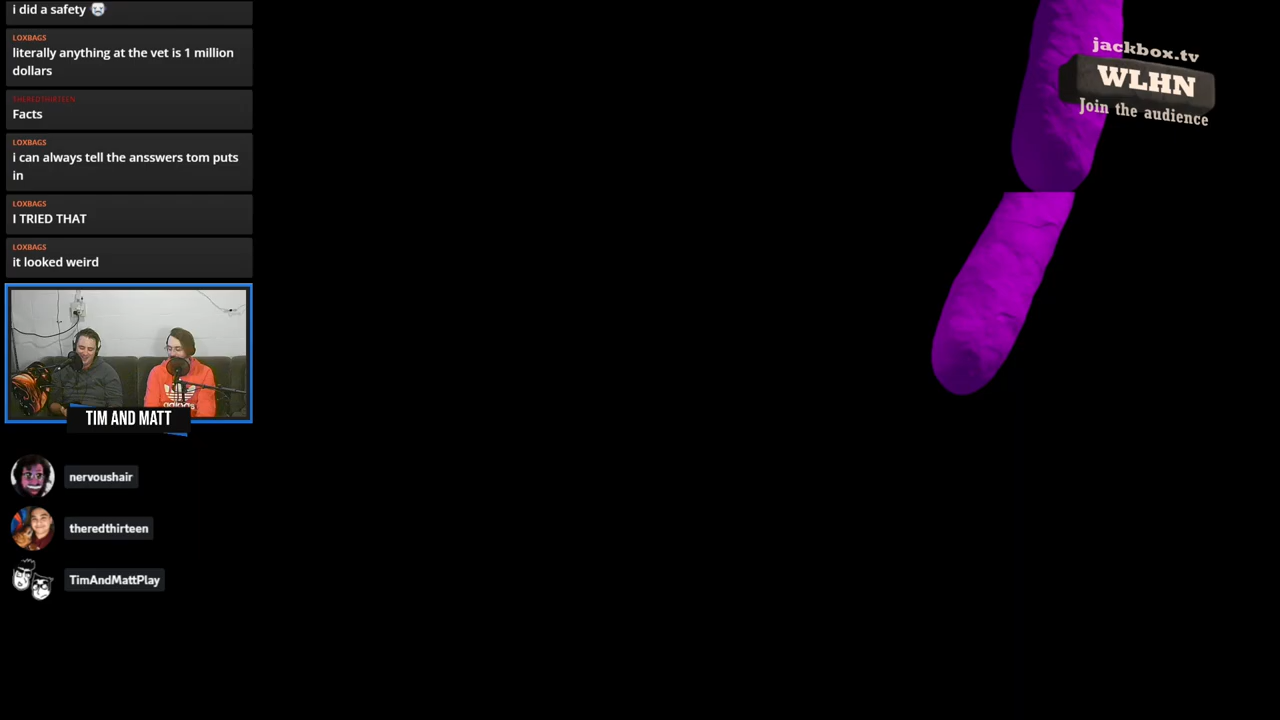 i did a safety
LOXBAGS
literally anything at the vet is 1 million
dollars
THEREDTHIRTEEN
Facts
LOXBAGS
i can always tell the ansswers tom puts
in
LOXBAGS
I TRIED THAT
LOXBAGS
it looked weird
adidas
TIM AND MATT
nervoushair
theredthirteen
TimAndMattPlay
jackbox.tv
WLHN
Join the audience